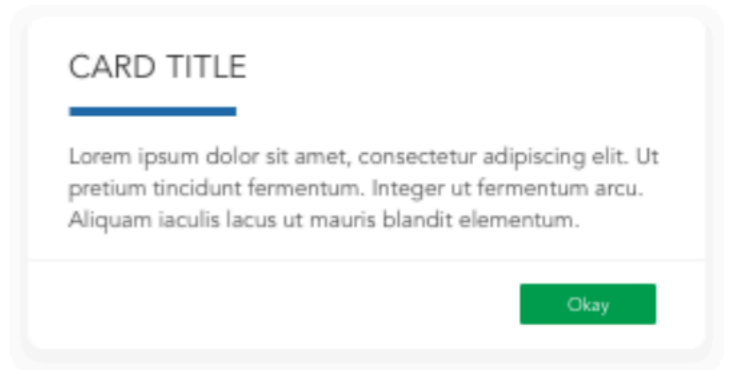 CARD TITLE
Lorem ipsum dolor sit amet, consectetur adipiscing elit. Ut
pretium tincidunt fermentum. Integer ut fermentum arcu.
Aliquam iaculis lacus ut mauris blandit elementum.
Okay